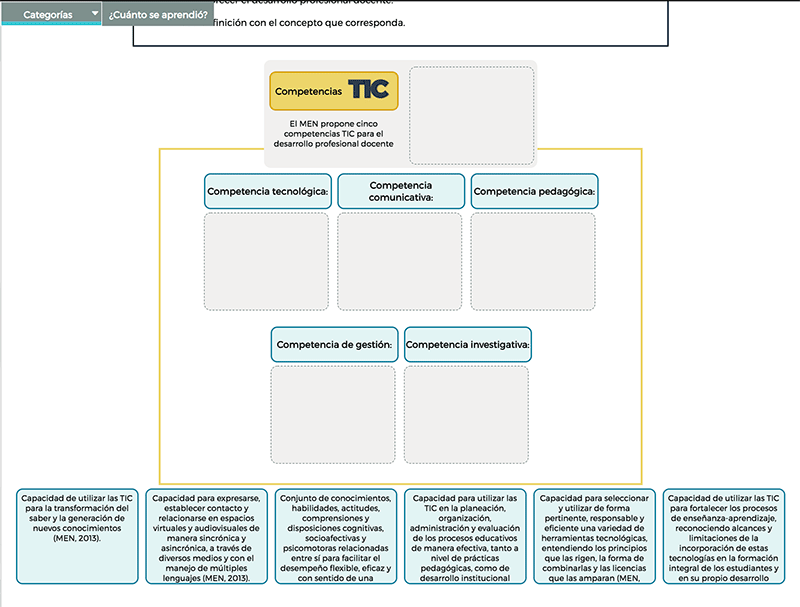 Categorías
¿Cuánto se aprendió?
el desarrollo profesional docente.
finición con el concepto que corresponda.
Competencias TIC
El MEN propone cinco
competencias TIC para el
desarrollo profesional docente
Competencia tecnológica:
Competencia
comunicativa:
Competencia pedagógica:
Competencia de gestión:
Competencia investigativa:
Capacidad de utilizar las TIC
para la transformación del
saber y la generación de
nuevos conocimientos
(MEN, 2013).
Capacidad para expresarse,
establecer contacto y
relacionarse en espacios
virtuales y audiovisuales de
manera sincrónica y
asincrónica, a través de
diversos medios y con el
manejo de múltiples
lenguajes (MEN, 2013).
Conjunto de conocimientos,
habilidades, actitudes,
comprensiones y
disposiciones cognitivas,
socioafectivas y
psicomotoras relacionadas
entre sí para facilitar el
desempeño flexible, eficaz y
con sentido de una
Capacidad para utilizar las
TIC en la planeación,
organización,
administración y evaluación
de los procesos educativos
de manera efectiva, tanto a
nivel de prácticas
pedagógicas, como de
desarrollo institucional
Capacidad para seleccionar
y utilizar de forma
pertinente, responsable y
eficiente una variedad de
herramientas tecnológicas,
entendiendo los principios
que las rigen, la forma de
combinarlas y las licencias
que las amparan (MEN,
Capacidad de utilizar las TIC
para fortalecer los procesos
de enseñanza-aprendizaje,
reconociendo alcances y
limitaciones de la
incorporación de estas
tecnologías en la formación
integral de los estudiantes y
en su propio desarrollo